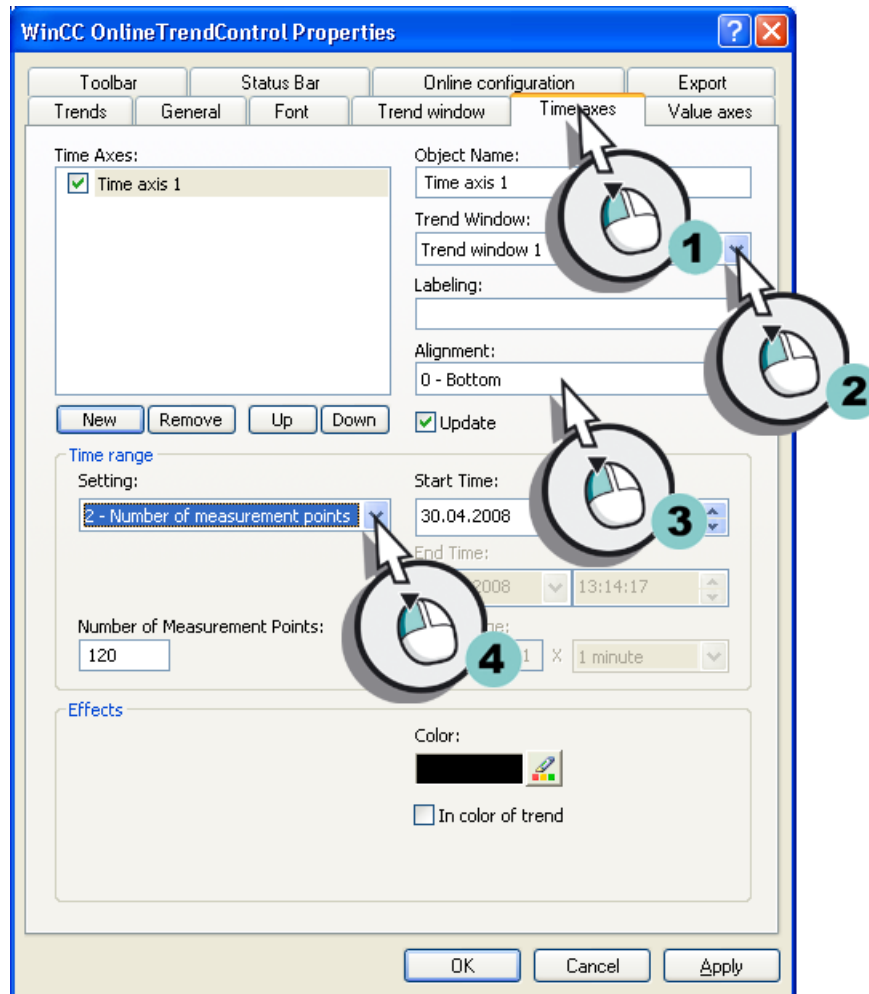 WinCC OnlineTrendControl Properties
Toolbar Status Bar Online configuration Export
Trends General Font Trend window Time axes Value axes
Time Axes:
Time axis 1
New Remove Up Down
Object Name:
Time axis 1
Trend Window:
Trend window 1
1
Labeling:
2
Alignment:
0 - Bottom
Update
3
Time range
Setting:
2 - Number of measurement points
4
Start Time:
30.04.2008
End Time:
2008 13:14:17
Number of Measurement Points:
120
1 X 1 minute
Effects
Color:
In color of trend
OK Cancel Apply